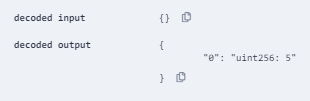 decoded input {}
decoded output {
"0": "uint256: 5"
}